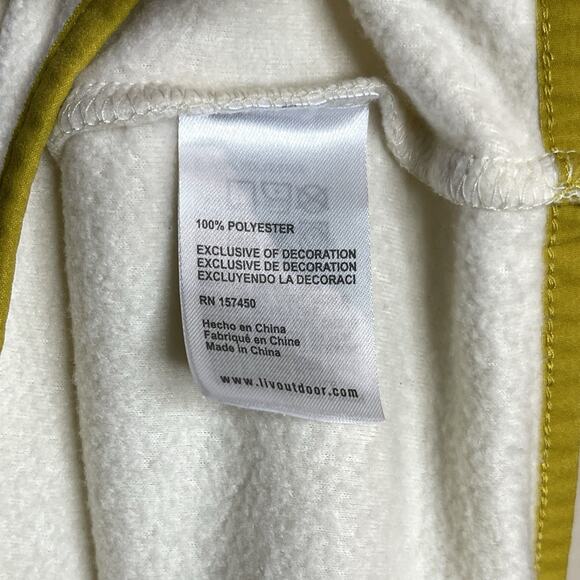 100% POLYESTER
EXCLUSIVE OF DECORATION
EXCLUSIVE DE DECORATION
EXCLUYENDO LA DECORACI
RN 157450
Hecho en China
Fabriqué en Chine
Made in China
www.livoutdoor.com